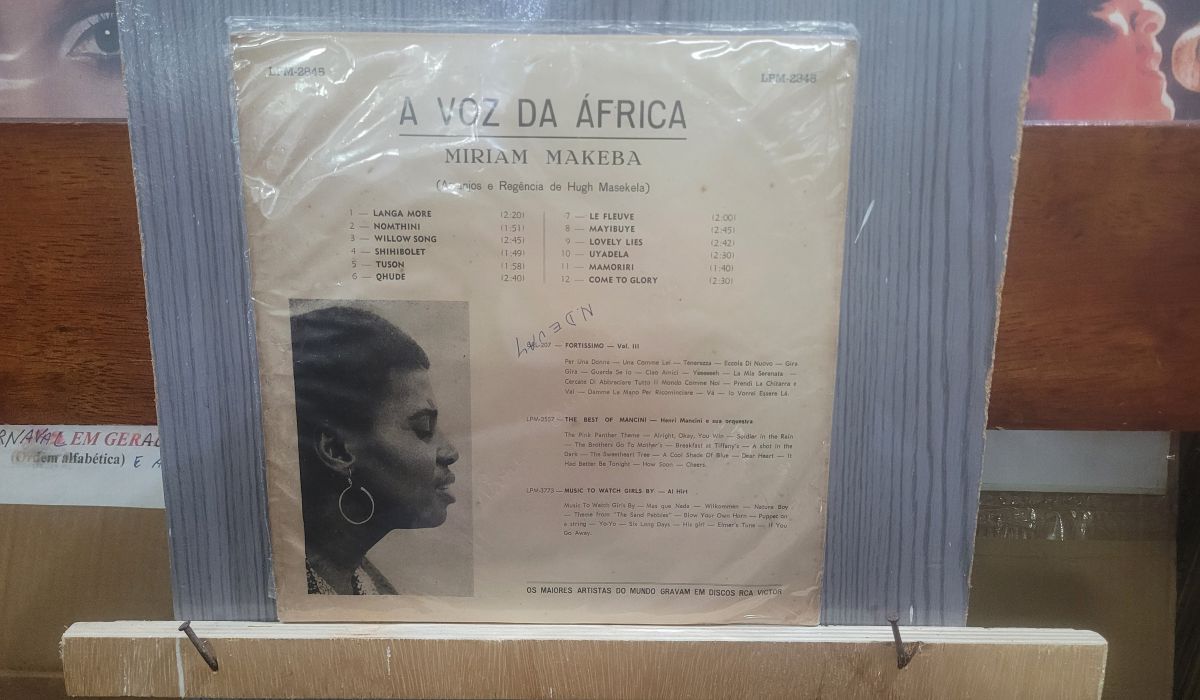 LPM-2845 LPM-2845
A VOZ DA ÁFRICA
MIRIAM MAKEBA
e Regência de Hugh Masekela)
1 — LANGA MORE (2:20)
2 — NOMTHINI (1:51)
3 — WILLOW SONG (2:45)
4 — SHIHIBOLET (1:49)
5 — TUSON (1:58)
6 — QHUDE (2:40)
7 — LE FLEUVE (2:00)
8 — MAYIBUYE (2:45)
9 — LOVELY LIES (2:42)
10 — UYADELA (2:30)
11 — MAMORIRI (1:40)
12 — COME TO GLORY (2:30)
207 — FORTISSIMO — Vol. III
Per Una Donna — Una Comme Lei — Tenerezza — Eccola Di Nuovo — Gira
Gira — Guarda Se Io — Ciao Amici — Yeeeeeeh — La Mia Serenata —
Cercate Di Abbracciare Tutto Il Mondo Comme Noi — Prendi La Chitarra e
Vai — Damme La Mano Per Ricominciare — Va — Io Vorrei Essere Là.
LPM-3557 — THE BEST OF MANCINI — Henri Mancini e sua orquestra
The Pink Panther Theme — Alright, Okay, You Win — Soldier in the Rain
— The Brothers Go To Mother's — Breakfast at Tiffany's — A shot in the
Dark — The Sweetheart Tree — A Cool Shade Of Blue — Dear Heart — It
Had Better Be Tonight — How Soon — Cheers.
LPM-3773 — MUSIC TO WATCH GIRLS BY — Al Hirt
Music To Watch Girls By — Mas que Nada — Wilkommen — Nature Boy
— Theme from "The Sand Pebbles" — Blow Your Own Horn — Puppet on
a string — Yo-Yo — Six Long Days — His girl — Elmer's Tune — If You
Go Away.
OS MAIORES ARTISTAS DO MUNDO GRAVAM EM DISCOS RCA VICTOR
RNAVAL EM GERAL
(Ordem alfabética) E